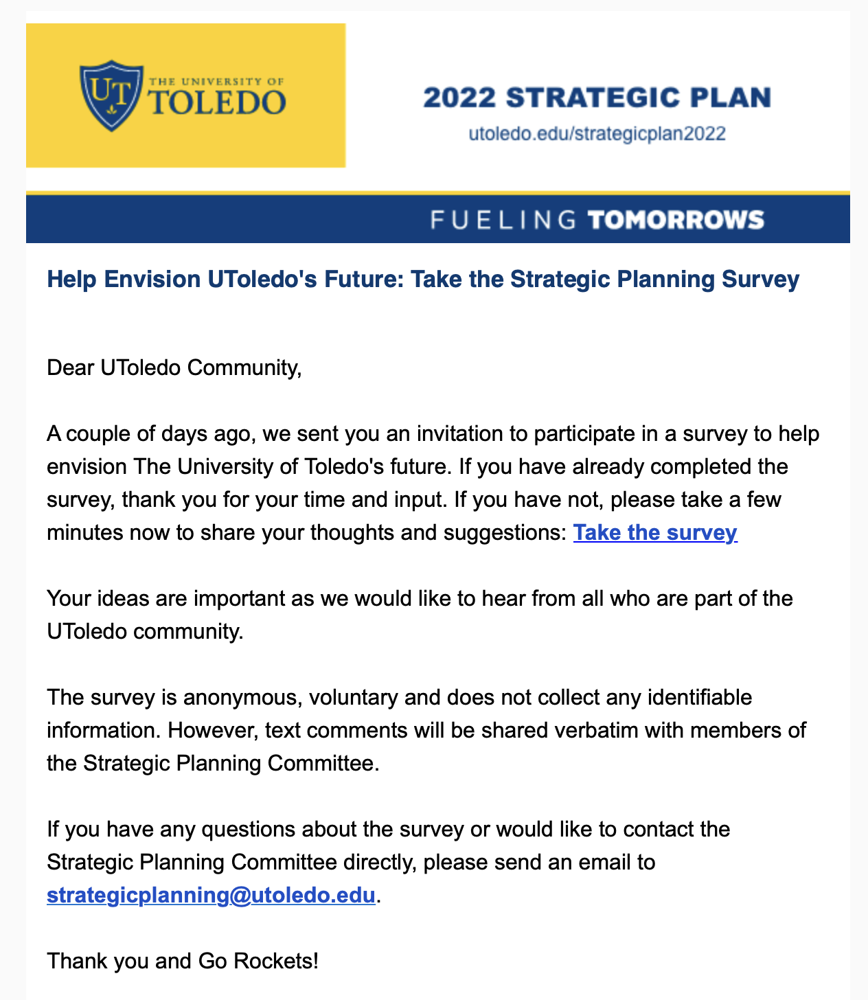 UT
THE UNIVERSITY OF
TOLEDO
2022 STRATEGIC PLAN
utoledo.edu/strategicplan2022
FUELING TOMORROWS
Help Envision UToledo's Future: Take the Strategic Planning Survey
Dear UToledo Community,
A couple of days ago, we sent you an invitation to participate in a survey to help
envision The University of Toledo's future. If you have already completed the
survey, thank you for your time and input. If you have not, please take a few
minutes now to share your thoughts and suggestions: Take the survey
Your ideas are important as we would like to hear from all who are part of the
UToledo community.
The survey is anonymous, voluntary and does not collect any identifiable
information. However, text comments will be shared verbatim with members of
the Strategic Planning Committee.
If you have any questions about the survey or would like to contact the
Strategic Planning Committee directly, please send an email to
strategicplanning@utoledo.edu.
Thank you and Go Rockets!